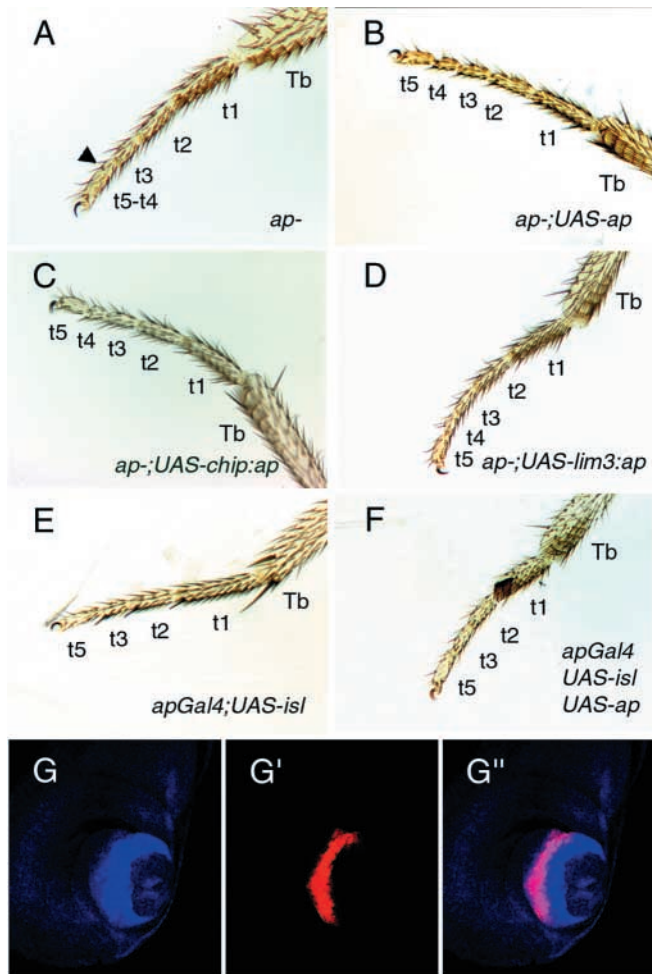 A
Tb
t1
t2
t3
t5-t4
ap-
B
t5
t4
t3
t2
t1
Tb
ap-;UAS-ap
C
t5
t4
t3
t2
t1
Tb
ap-;UAS-chip:ap
D
Tb
t1
t2
t3
t4
t5
ap-;UAS-lim3:ap
E
Tb
t1
t2
t3
t5
apGal4;UAS-isl
F
Tb
t1
t2
t3
t5
apGal4
UAS-isl
UAS-ap
G
G'
G"